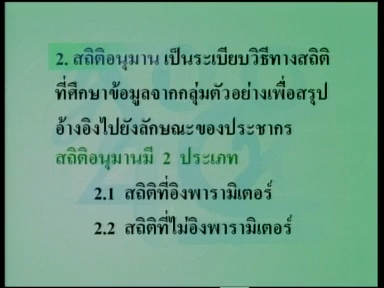 2. สถิติอนุมาน เป็นระเบียบวิธีทางสถิติ
ที่ศึกษาข้อมูลจากกลุ่มตัวอย่างเพื่อสรุป
อ้างอิงไปยังลักษณะของประชากร
สถิติอนุมานมี 2 ประเภท
2.1 สถิติที่อิงพารามิเตอร์
2.2 สถิติที่ไม่อิงพารามิเตอร์